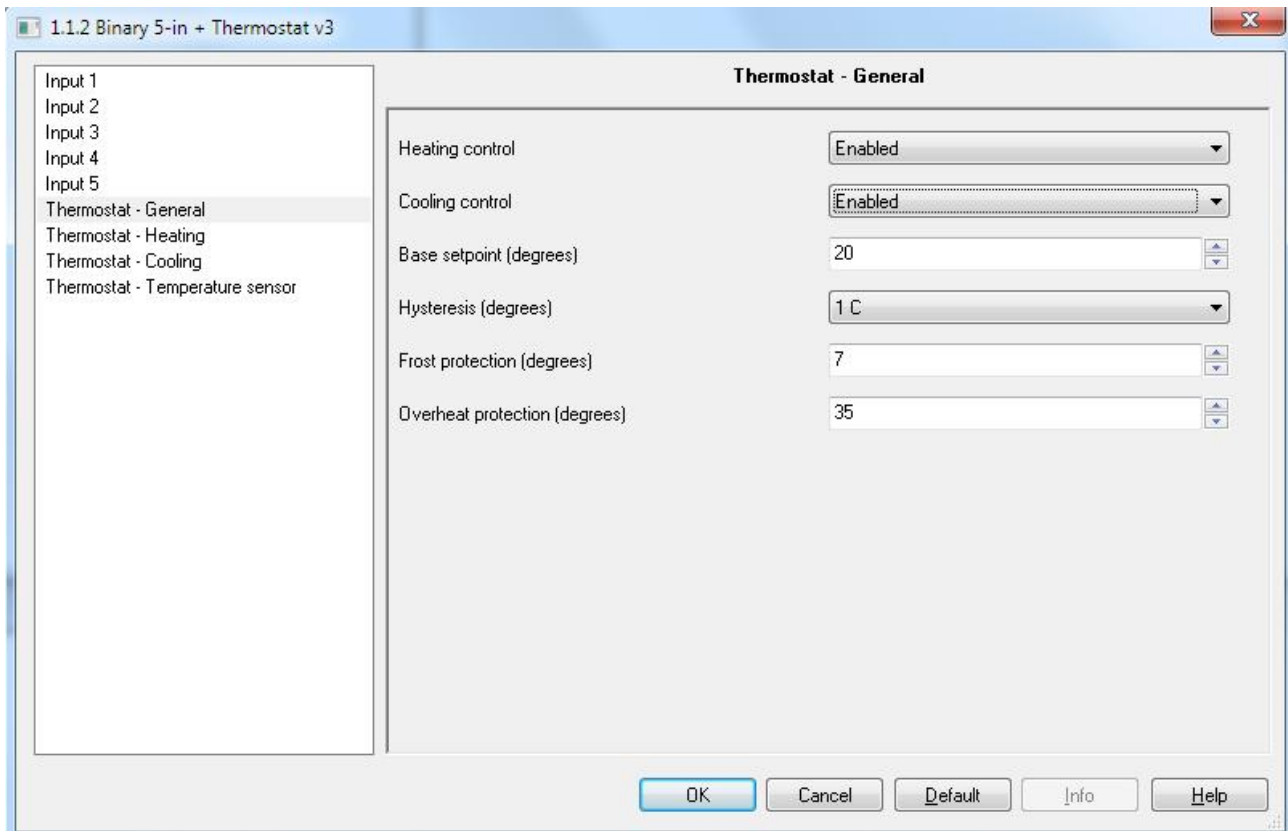 1.1.2 Binary 5-in + Thermostat v3
Input 1
Input 2
Input 3
Input 4
Input 5
Thermostat - General
Thermostat - Heating
Thermostat - Cooling
Thermostat - Temperature sensor
Thermostat - General
Heating control Enabled
Cooling control Enabled
Base setpoint (degrees) 20
Hysteresis (degrees) 1 C
Frost protection (degrees) 7
Overheat protection (degrees) 35
OK Cancel Default Info Help